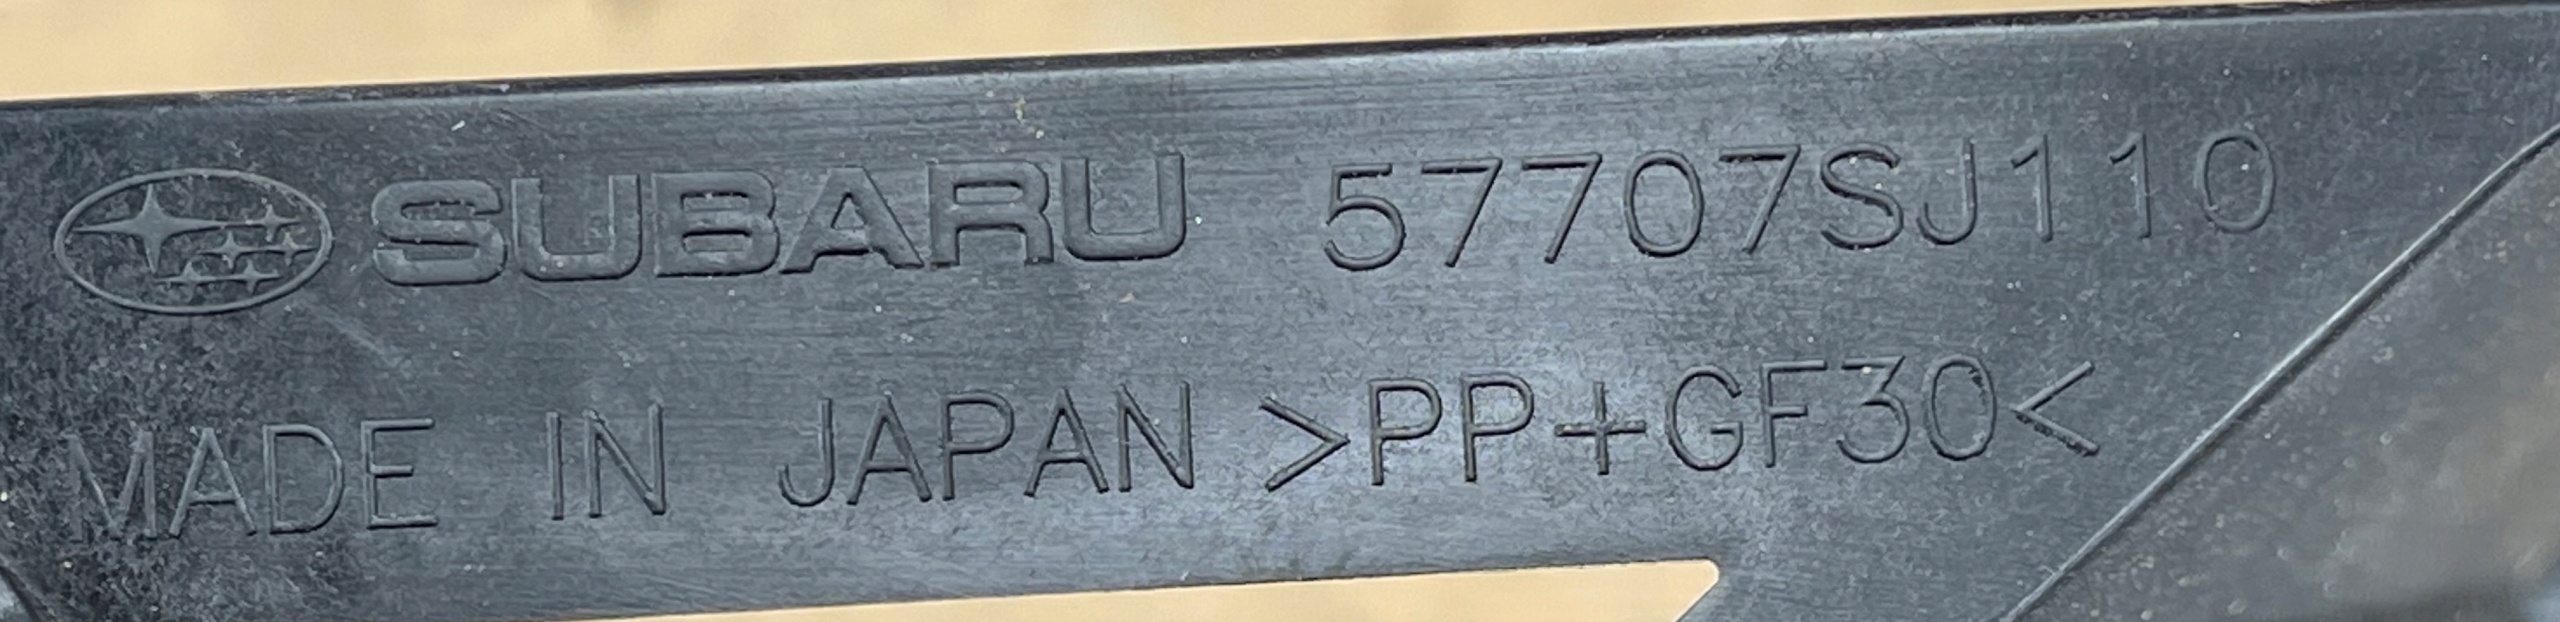 SUBARU 57707SJ110
MADE IN JAPAN >PP+GF30<